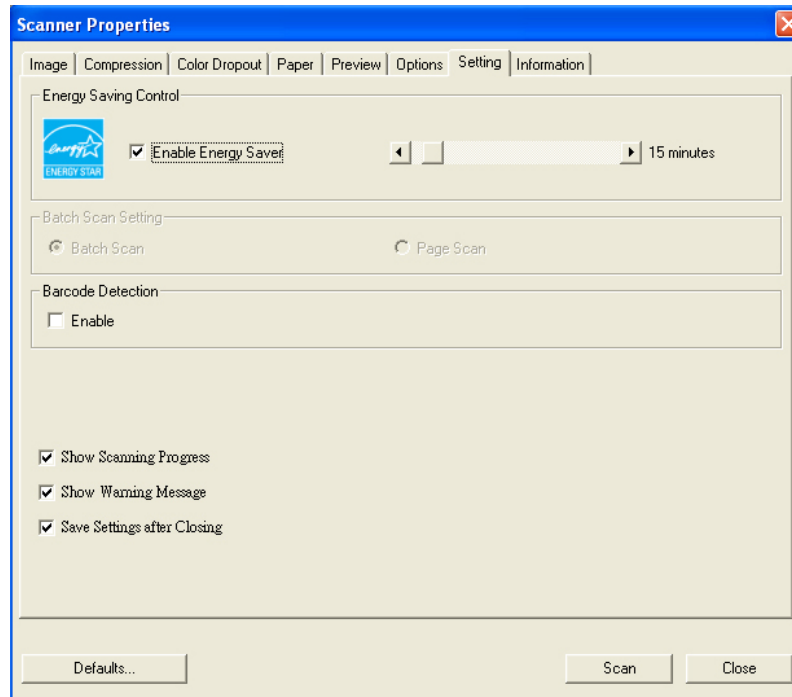 Scanner Properties
Image Compression Color Dropout Paper Preview Options Setting Information
Energy Saving Control
energy
ENERGY STAR
Enable Energy Saver
15 minutes
Batch Scan Setting
Batch Scan Page Scan
Barcode Detection
Enable
Show Scanning Progress
Show Warning Message
Save Settings after Closing
Defaults... Scan Close